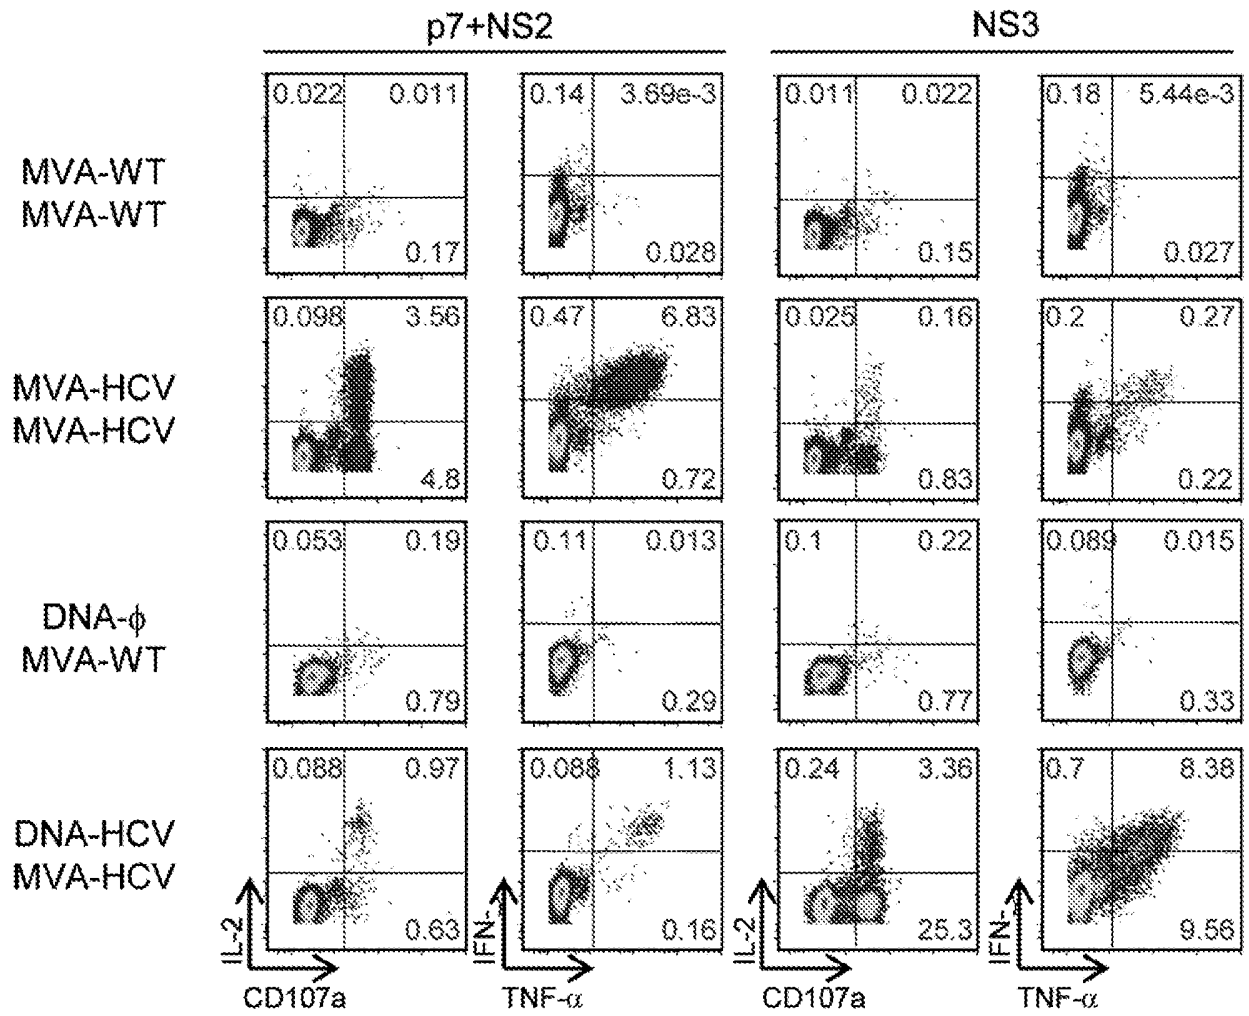 p7+NS2 NS3
0.022 0.011 0.14 3.69e-3 0.011 0.022 0.18 5.44e-3
MVA-WT
MVA-WT
0.17 0.028 0.15 0.027
0.098 3.56 0.47 6.83 0.025 0.16 0.2 0.27
MVA-HCV
MVA-HCV
4.8 0.72 0.83 0.22
0.053 0.19 0.11 0.013 0.1 0.22 0.089 0.015
DNA-ϕ
MVA-WT
0.79 0.29 0.77 0.33
0.088 0.97 0.088 1.13 0.24 3.36 0.7 8.38
DNA-HCV
MVA-HCV
0.63 0.16 25.3 9.56
IL-2 IFN- IL-2 IFN-
CD107a TNF-α CD107a TNF-α